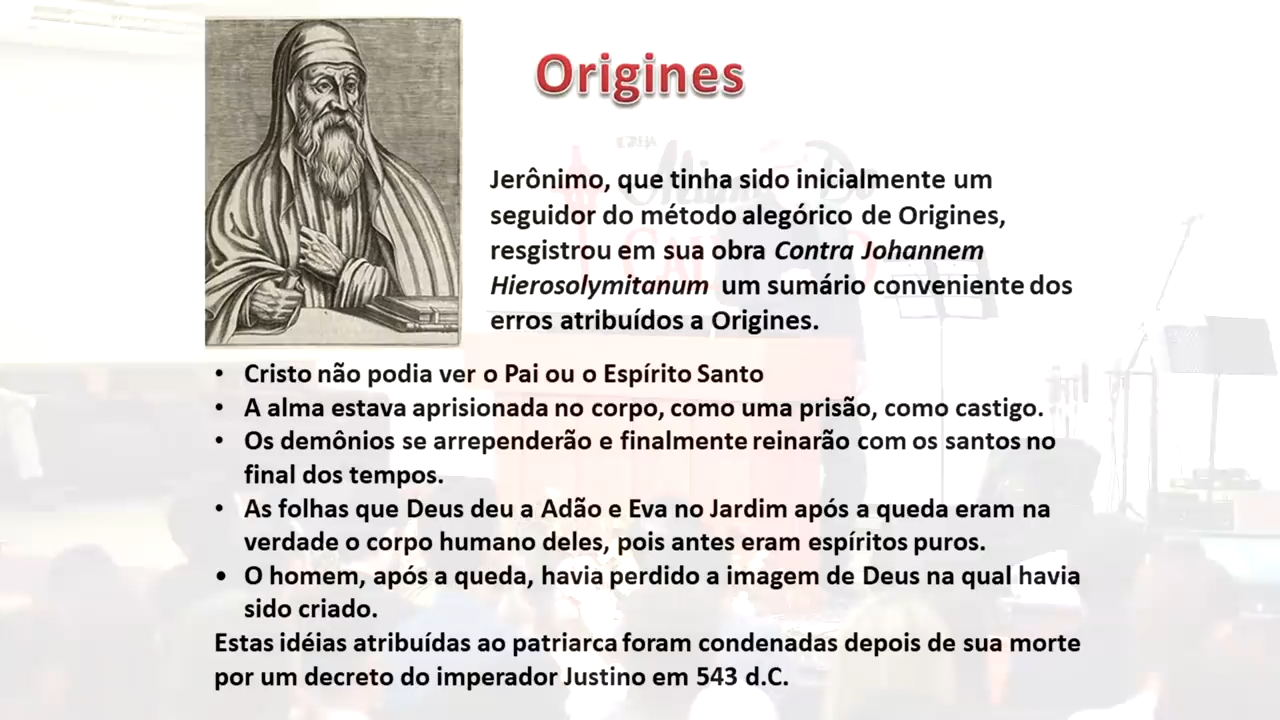 Origines
IGREJA
Jerônimo, que tinha sido inicialmente um
seguidor do método alegórico de Origines,
resgistrou em sua obra Contra Johannem
Hierosolymitanum um sumário conveniente dos
erros atribuídos a Origines.
• Cristo não podia ver o Pai ou o Espírito Santo
• A alma estava aprisionada no corpo, como uma prisão, como castigo.
• Os demônios se arrependerão e finalmente reinarão com os santos no
final dos tempos.
• As folhas que Deus deu a Adão e Eva no Jardim após a queda eram na
verdade o corpo humano deles, pois antes eram espíritos puros.
• O homem, após a queda, havia perdido a imagem de Deus na qual havia
sido criado.
Estas idéias atribuídas ao patriarca foram condenadas depois de sua morte
por um decreto do imperador Justino em 543 d.C.